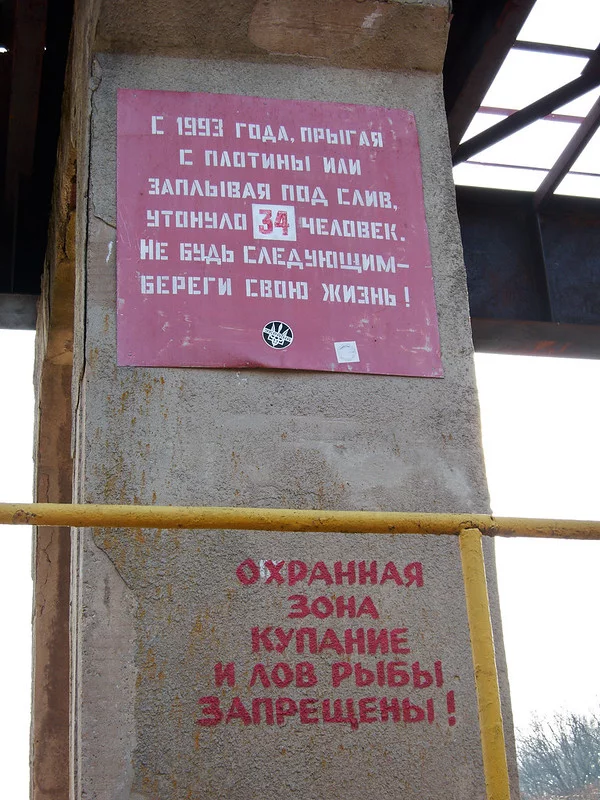 С 1993 ГОДА, ПРЫГАЯ
С ПЛОТИНЫ ИЛИ
ЗАПЛЫВАЯ ПОД СЛИВ,
УТОНУЛО 34 ЧЕЛОВЕК.
НЕ БУДЬ СЛЕДУЮЩИМ-
БЕРЕГИ СВОЮ ЖИЗНЬ!
ОХРАННАЯ
ЗОНА
КУПАНИЕ
И ЛОВ РЫБЫ
ЗАПРЕЩЕНЫ!